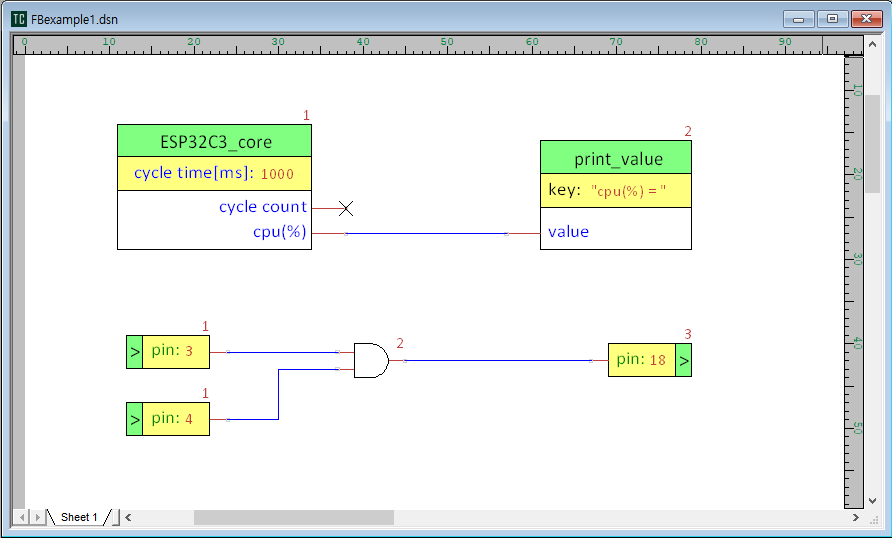 TC FBexample1.dsn
0 10 20 30 40 50 60 70 80 90
1
ESP32C3_core
cycle time[ms]: 1000
cycle count
cpu(%)
2
print_value
key: "cpu(%) = "
value
1
> pin: 3
1
> pin: 4
2
3
pin: 18 >
10
20
30
40
50
Sheet 1